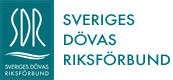 SDR
SVERIGES DÖVAS
RIKSFÖRBUND
SVERIGES
DÖVAS
RIKSFÖRBUND